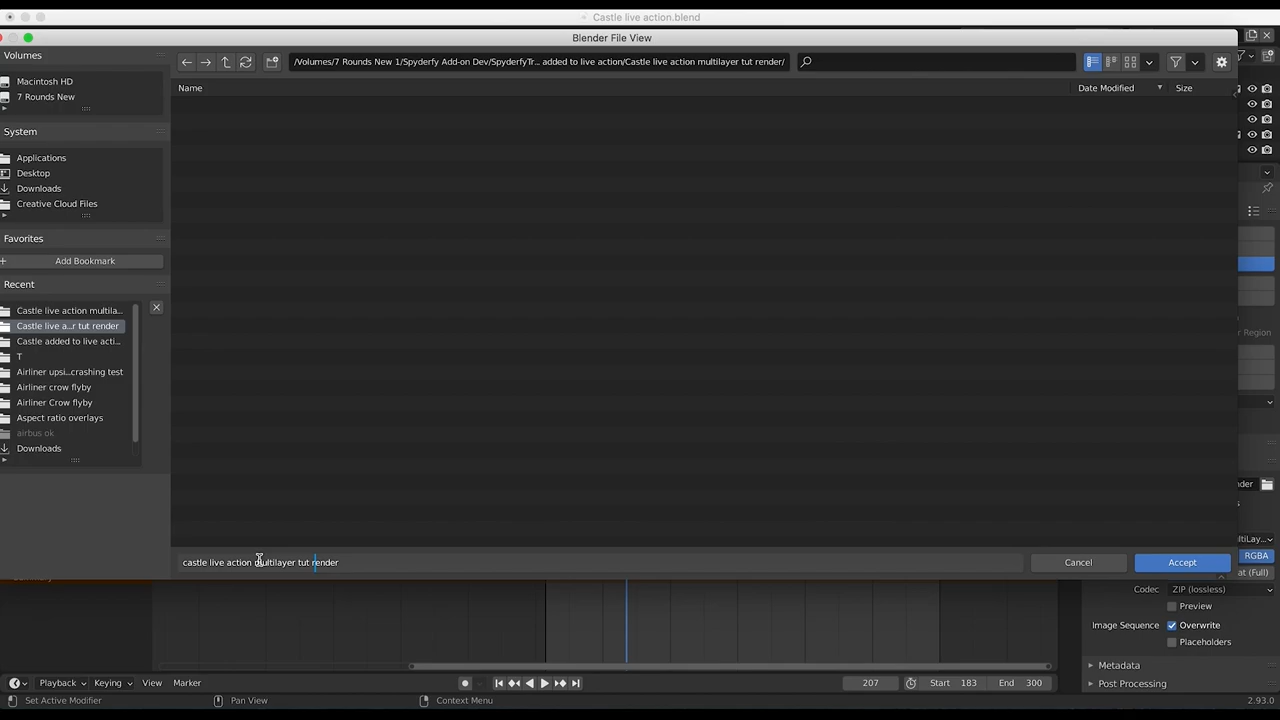 Castle live action.blend
Blender File View
Volumes
/Volumes/7 Rounds New 1/Spyderfy Add-on Dev/SpyderfyTr... added to live action/Castle live action multilayer tut render/
Macintosh HD
7 Rounds New
Name
Date Modified
Size
System
Applications
Desktop
Downloads
Creative Cloud Files
Favorites
Add Bookmark
Recent
Castle live action multila...
Castle live a...r tut render
Castle added to live acti...
T
Airliner upsi...crashing test
Airliner crow flyby
Airliner Crow flyby
Aspect ratio overlays
airbus ok
Downloads
er Region
nder
ultiLay...
RGBA
at (Full)
castle live action multilayer tut render
Cancel
Accept
Codec
ZIP (lossless)
Preview
Image Sequence
Overwrite
Placeholders
Metadata
Post Processing
Playback
Keying
View
Marker
207
Start
183
End
300
Set Active Modifier
Pan View
Context Menu
2.93.0